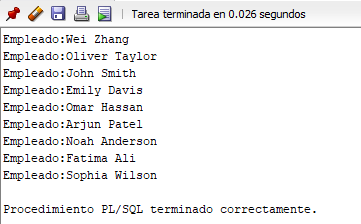 Tarea terminada en 0.026 segundos
Empleado:Wei Zhang
Empleado:Oliver Taylor
Empleado:John Smith
Empleado:Emily Davis
Empleado:Omar Hassan
Empleado:Arjun Patel
Empleado:Noah Anderson
Empleado:Fatima Ali
Empleado:Sophia Wilson
Procedimiento PL/SQL terminado correctamente.